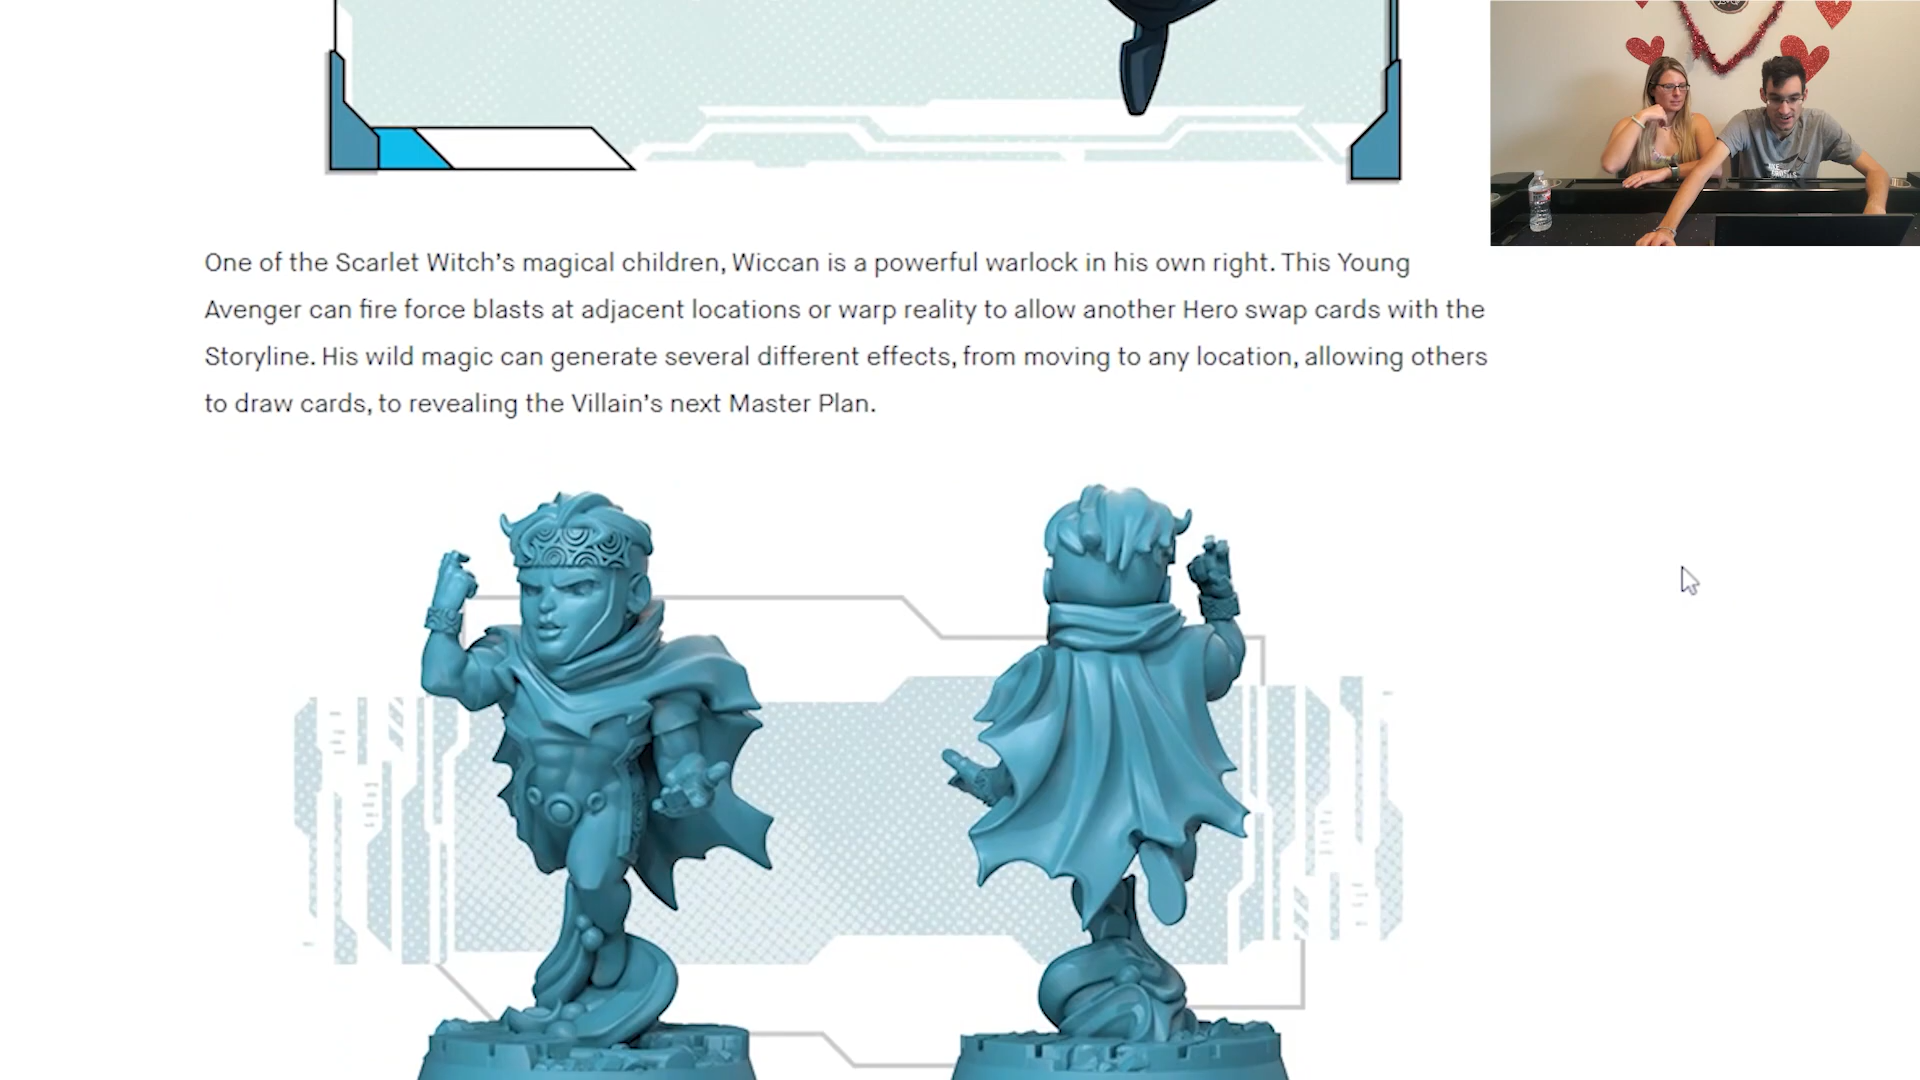 One of the Scarlet Witch's magical children, Wiccan is a powerful warlock in his own right. This Young
Avenger can fire force blasts at adjacent locations or warp reality to allow another Hero swap cards with the
Storyline. His wild magic can generate several different effects, from moving to any location, allowing others
to draw cards, to revealing the Villain's next Master Plan.